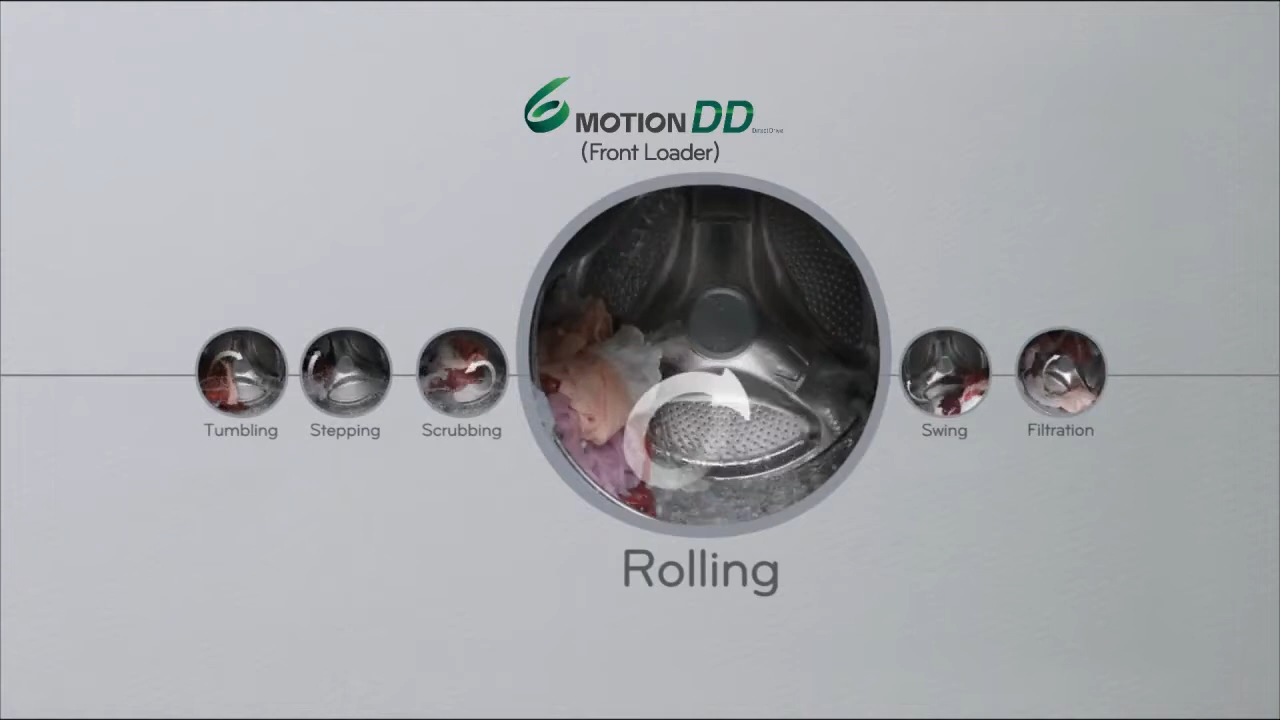 6 MOTION DD
(Front Loader)
Tumbling
Stepping
Scrubbing
Rolling
Swing
Filtration